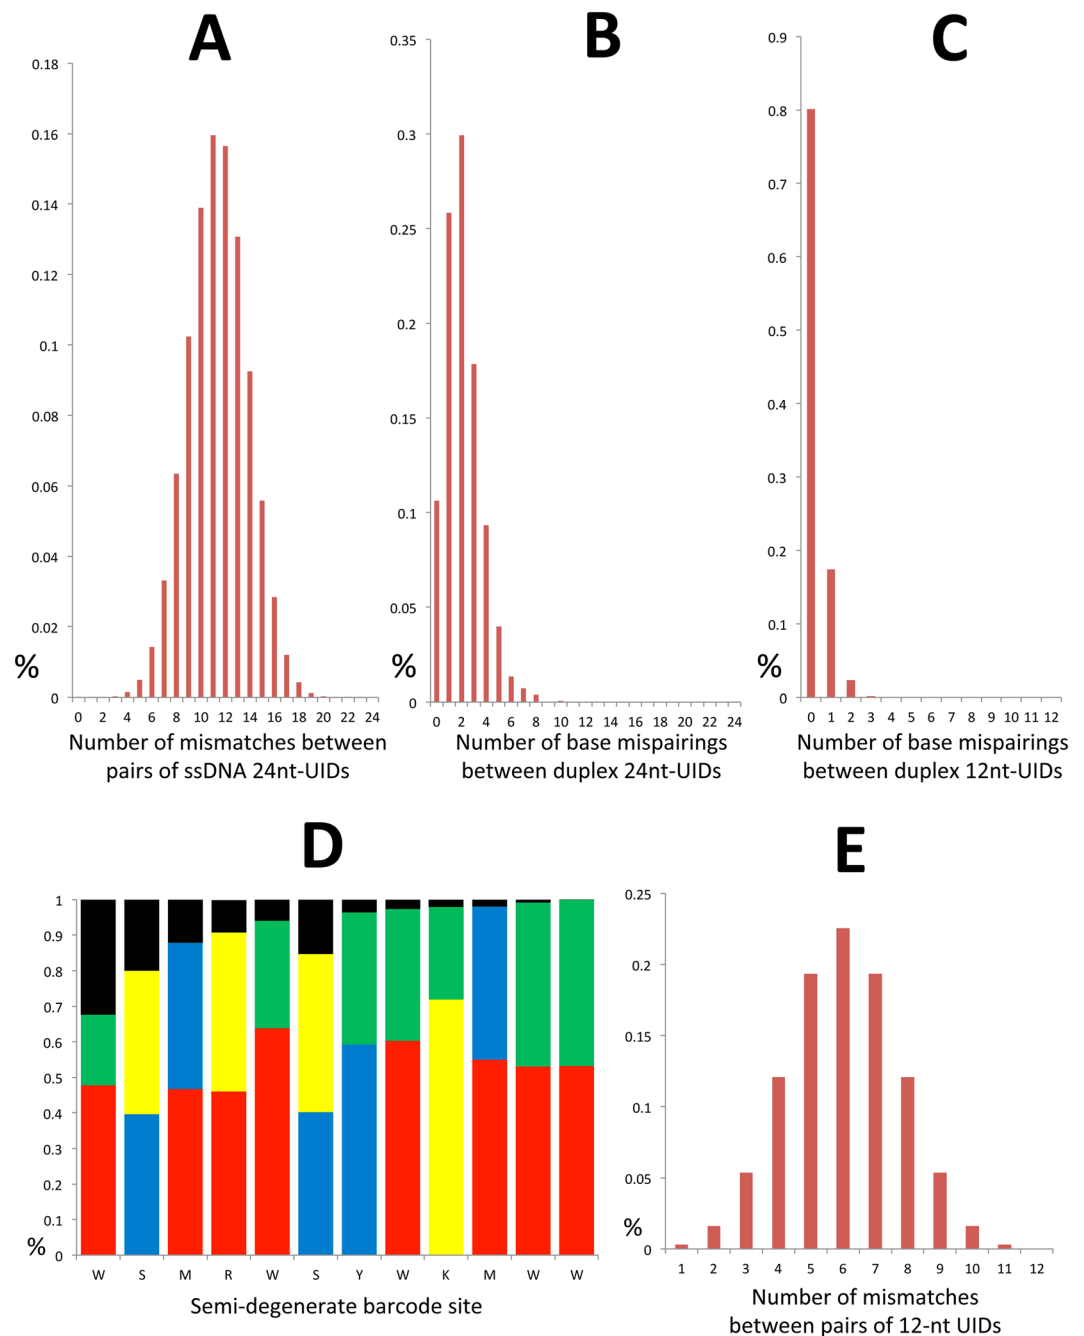 A
0.18
0.16
0.14
0.12
0.1
0.08
0.06
0.04
0.02
0
%
0 2 4 6 8 10 12 14 16 18 20 22 24
Number of mismatches between
pairs of ssDNA 24nt-UIDs
B
0.35
0.3
0.25
0.2
0.15
0.1
0.05
0
%
0 2 4 6 8 10 12 14 16 18 20 22 24
Number of base mispairings
between duplex 24nt-UIDs
C
0.9
0.8
0.7
0.6
0.5
0.4
0.3
0.2
0.1
0
%
0 1 2 3 4 5 6 7 8 9 10 11 12
Number of base mispairings
between duplex 12nt-UIDs
D
1
0.9
0.8
0.7
0.6
0.5
0.4
0.3
0.2
0.1
0
%
W S M R W S Y W K M W W
Semi-degenerate barcode site
E
0.25
0.2
0.15
0.1
0.05
0
%
1 2 3 4 5 6 7 8 9 10 11 12
Number of mismatches
between pairs of 12-nt UIDs